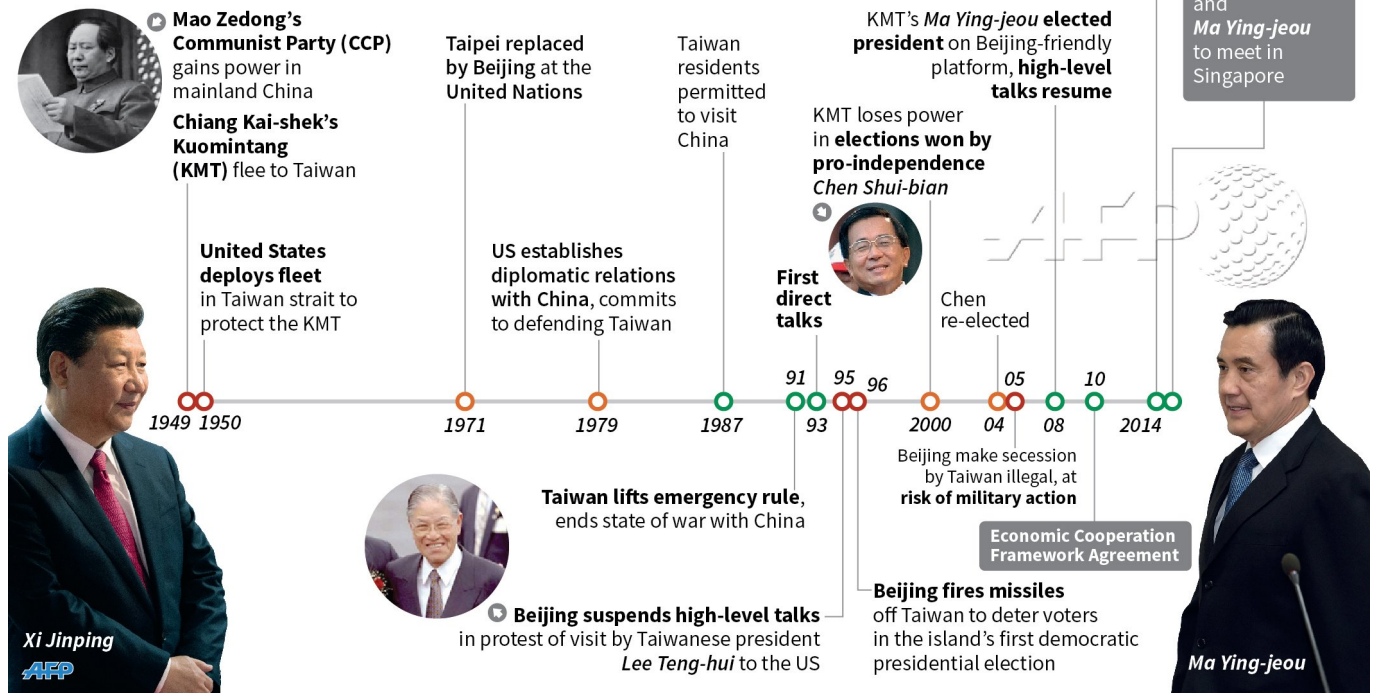 Mao Zedong's
Communist Party (CCP)
gains power in
mainland China
Chiang Kai-shek's
Kuomintang
(KMT) flee to Taiwan
United States
deploys fleet
in Taiwan strait to
protect the KMT
Taipei replaced
by Beijing at the
United Nations
US establishes
diplomatic relations
with China, commits
to defending Taiwan
Taiwan
residents
permitted
to visit
China
First
direct
talks
KMT loses power
in elections won by
pro-independence
Chen Shui-bian
Chen
re-elected
KMT's Ma Ying-jeou elected
president on Beijing-friendly
platform, high-level
talks resume
and
Ma Ying-jeou
to meet in
Singapore
AFP
91
95
96
05
10
1949
1950
1971
1979
1987
93
2000
04
08
2014
Taiwan lifts emergency rule,
ends state of war with China
Beijing suspends high-level talks
in protest of visit by Taiwanese president
Lee Teng-hui to the US
Beijing fires missiles
off Taiwan to deter voters
in the island's first democratic
presidential election
Beijing make secession
by Taiwan illegal, at
risk of military action
Economic Cooperation
Framework Agreement
Xi Jinping
AFP
Ma Ying-jeou